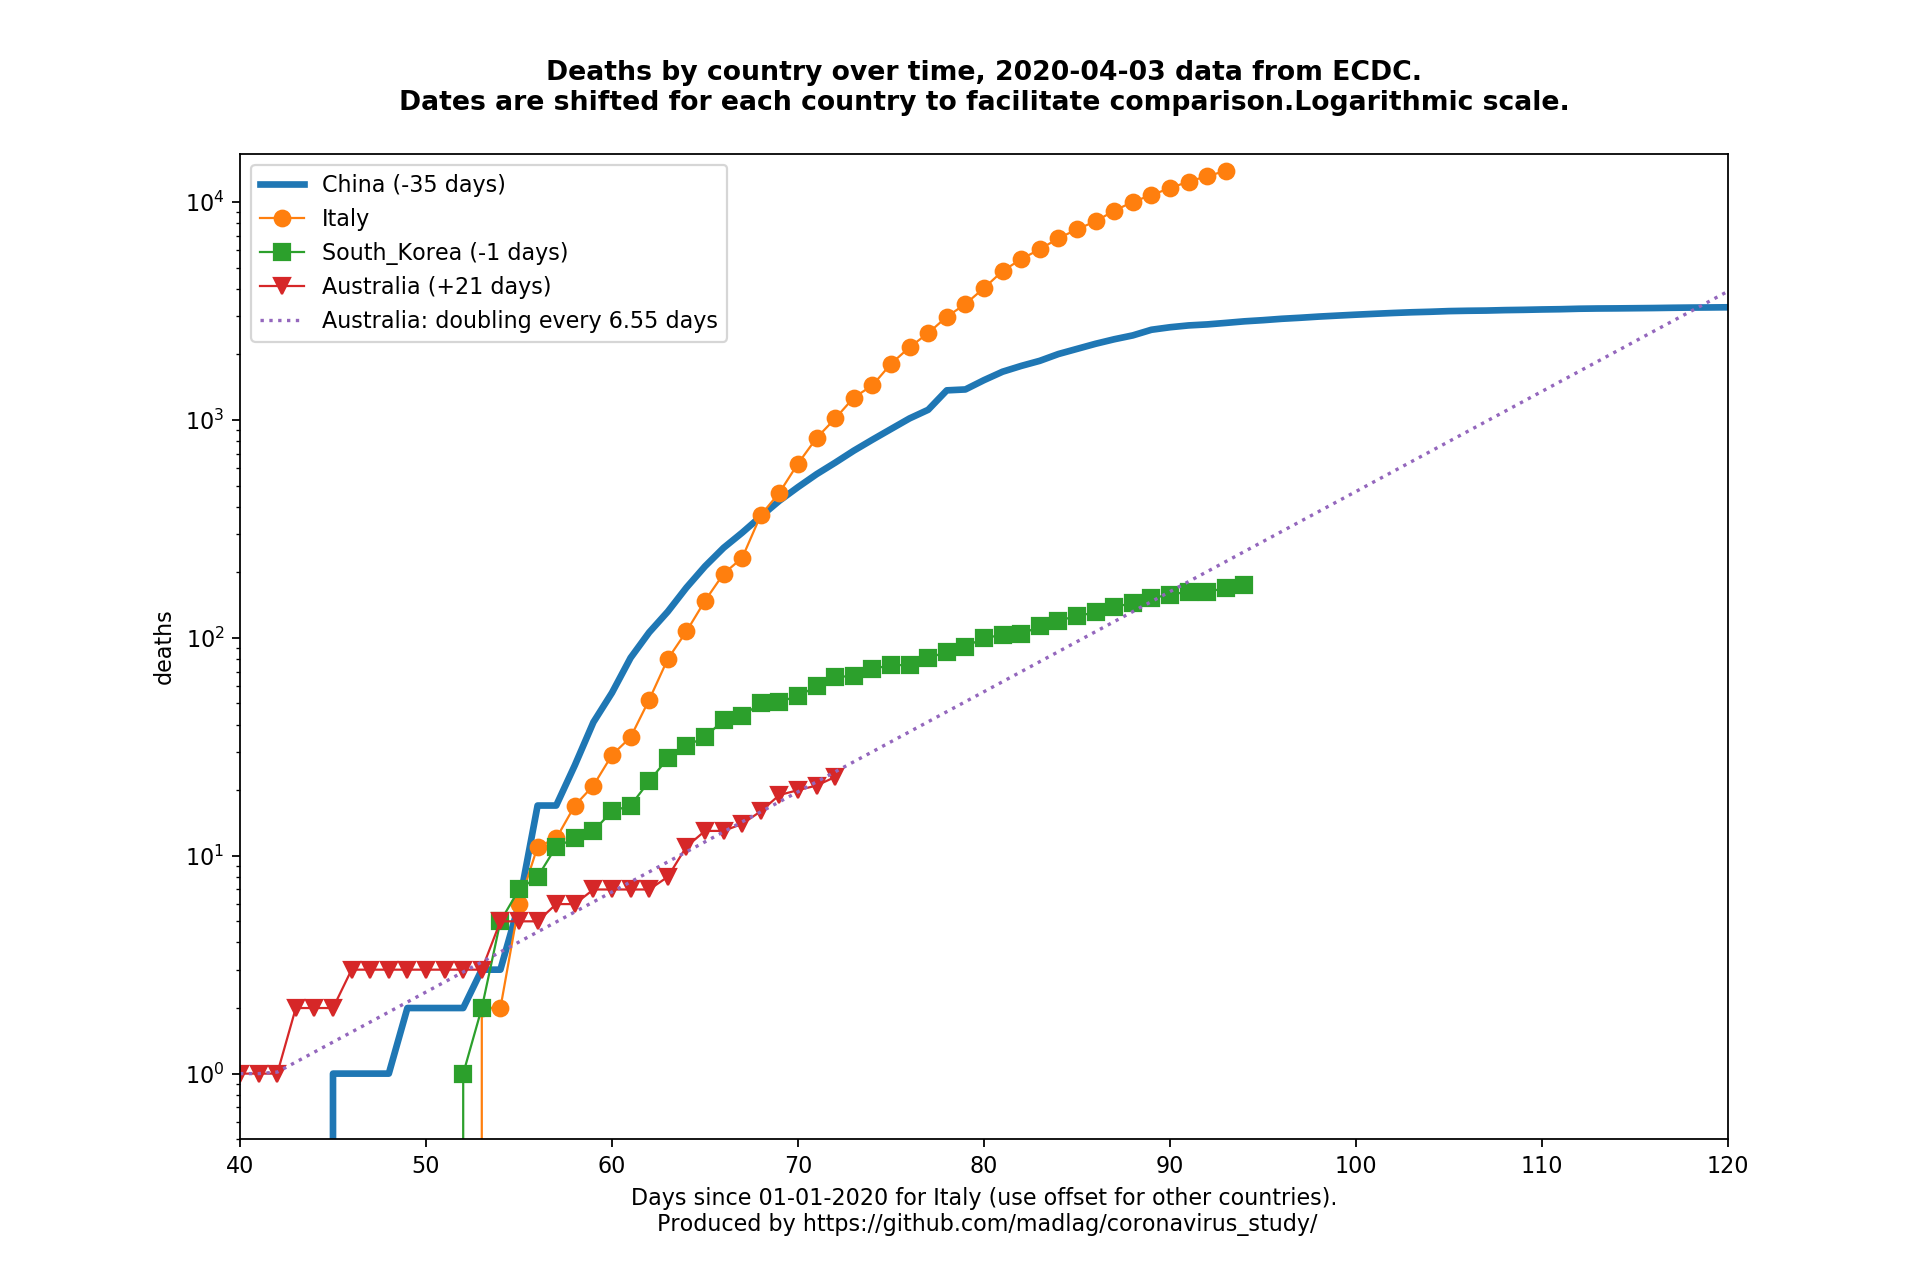 Deaths by country over time, 2020-04-03 data from ECDC.
Dates are shifted for each country to facilitate comparison.Logarithmic scale.
China (-35 days)
Italy
South_Korea (-1 days)
Australia (+21 days)
Australia: doubling every 6.55 days
10⁴
10³
10²
10¹
10⁰
deaths
40 50 60 70 80 90 100 110 120
Days since 01-01-2020 for Italy (use offset for other countries).
Produced by https://github.com/madlag/coronavirus_study/